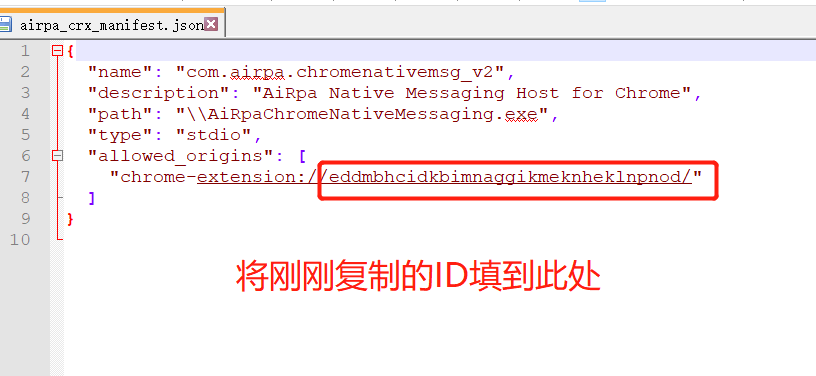 airpa_crx_manifest.json
1 {
2 "name": "com.airpa.chromenativemsg_v2",
3 "description": "AiRpa Native Messaging Host for Chrome",
4 "path": "\\AiRpaChromeNativeMessaging.exe",
5 "type": "stdio",
6 "allowed_origins": [
7 "chrome-extension://eddmbhcidkbimnaggikmeknheklnpnod/"
8 ]
9 }
10
将刚刚复制的ID填到此处